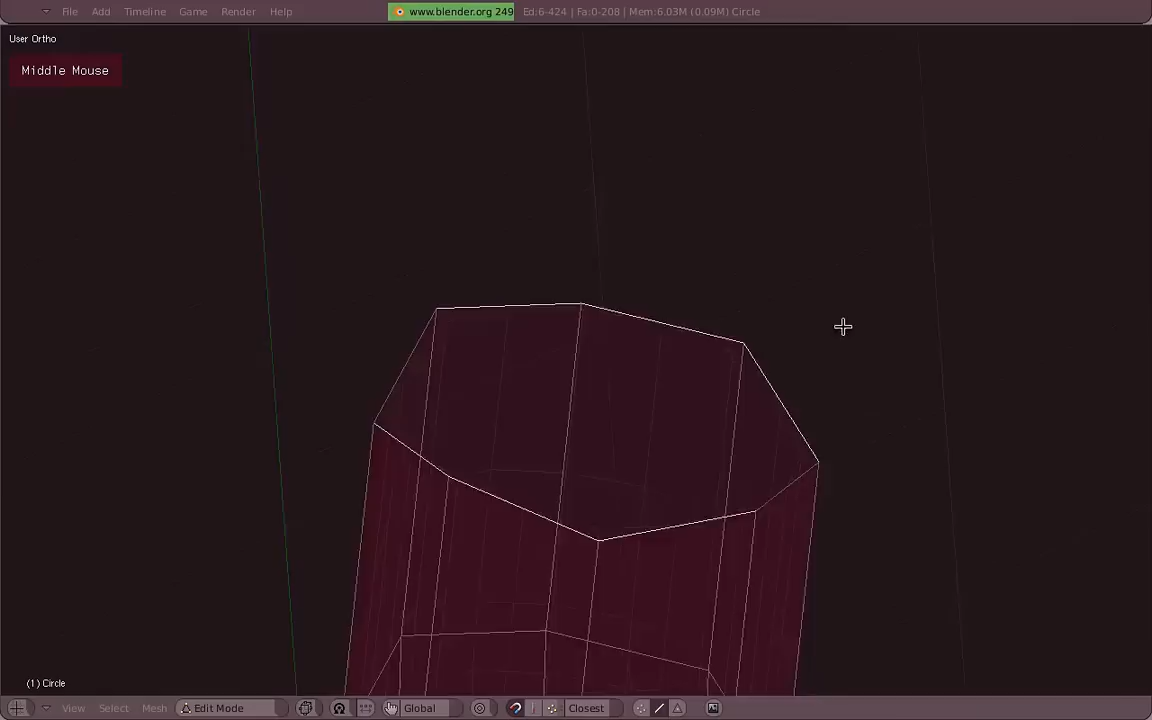 File Add Timeline Game Render Help www.blender.org 249 Ed:6-424 | Fa:0-208 | Mem:6.03M (0.09M) Circle
User Ortho
Middle Mouse
(1) Circle
View Select Mesh Edit Mode Global Closest